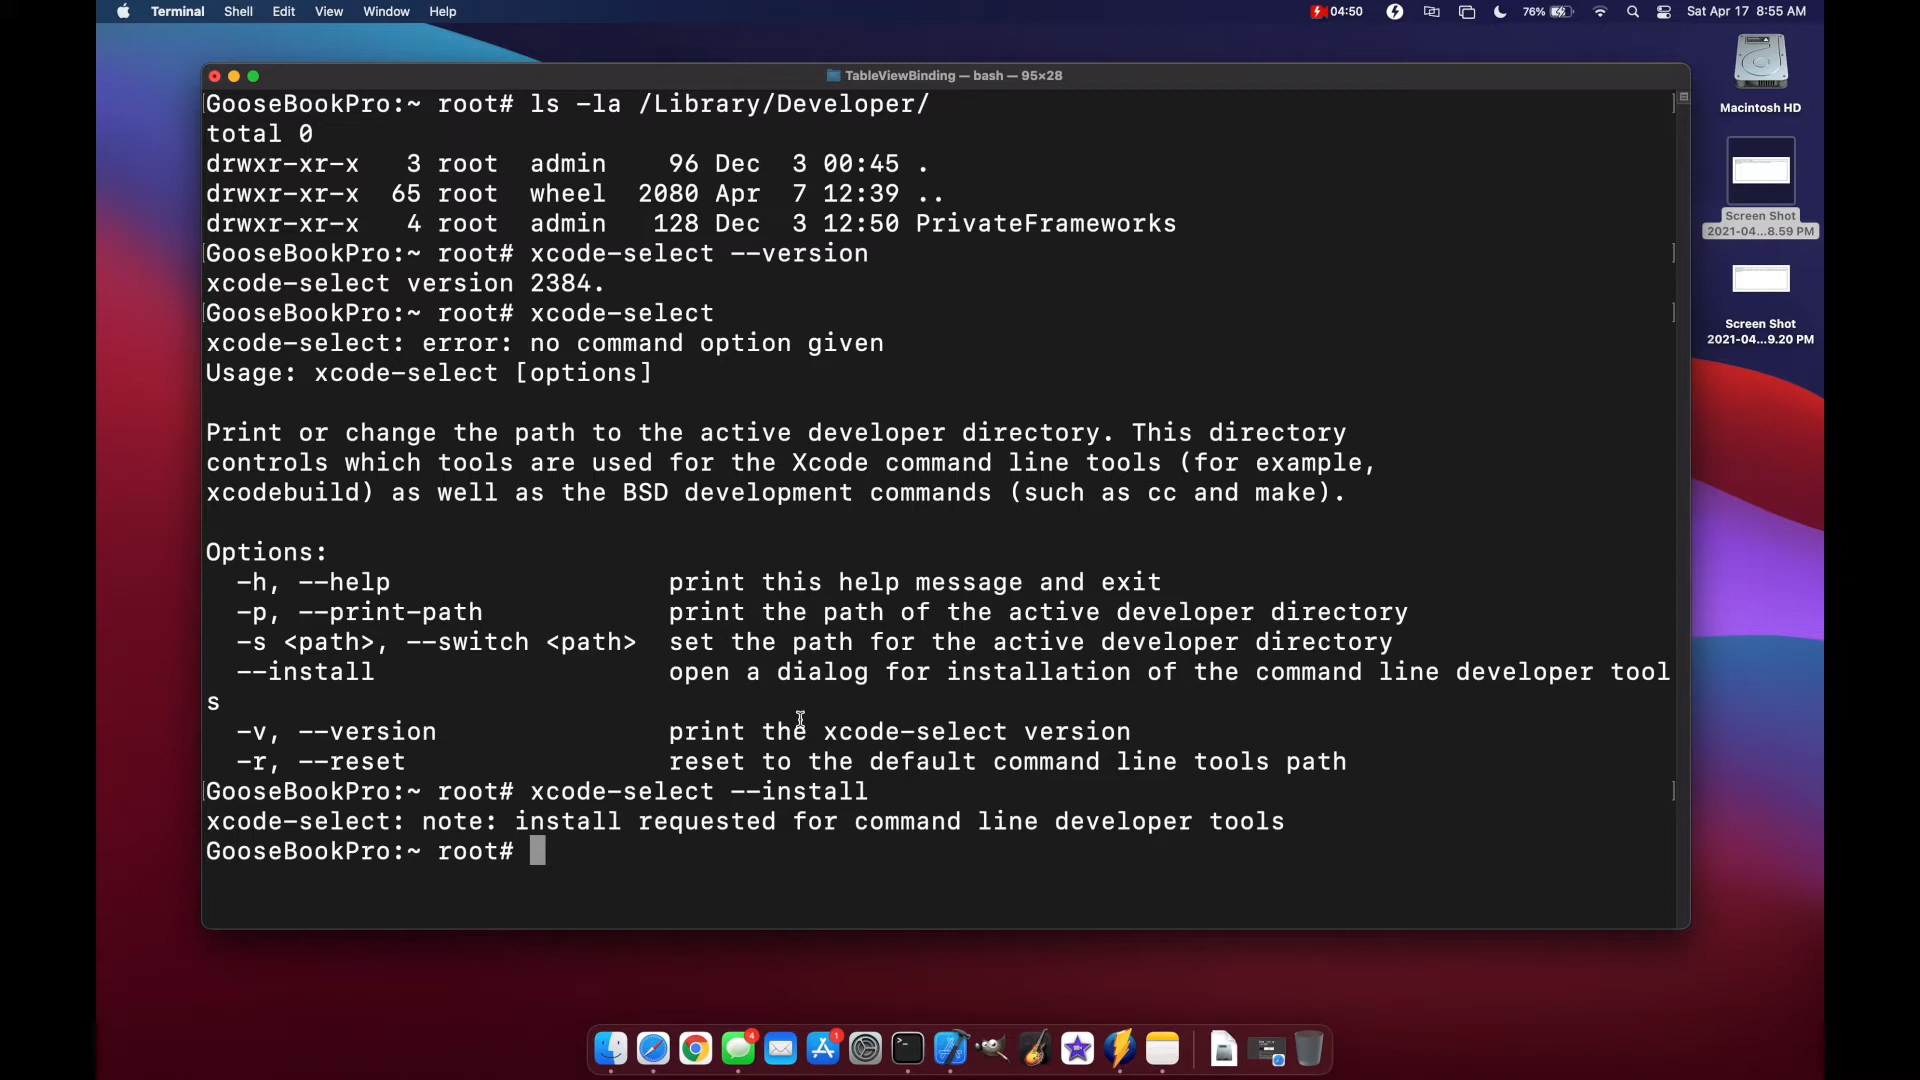 Terminal Shell Edit View Window Help 04:50 76% Sat Apr 17 8:55 AM
TableViewBinding — bash — 95×28
GooseBookPro:~ root# ls -la /Library/Developer/
total 0
drwxr-xr-x 3 root admin 96 Dec 3 00:45 .
drwxr-xr-x 65 root wheel 2080 Apr 7 12:39 ..
drwxr-xr-x 4 root admin 128 Dec 3 12:50 PrivateFrameworks
GooseBookPro:~ root# xcode-select --version
xcode-select version 2384.
GooseBookPro:~ root# xcode-select
xcode-select: error: no command option given
Usage: xcode-select [options]
Print or change the path to the active developer directory. This directory
controls which tools are used for the Xcode command line tools (for example,
xcodebuild) as well as the BSD development commands (such as cc and make).
Options:
-h, --help print this help message and exit
-p, --print-path print the path of the active developer directory
-s <path>, --switch <path> set the path for the active developer directory
--install open a dialog for installation of the command line developer tool
s
-v, --version print the xcode-select version
-r, --reset reset to the default command line tools path
GooseBookPro:~ root# xcode-select --install
xcode-select: note: install requested for command line developer tools
GooseBookPro:~ root#
Macintosh HD
Screen Shot
2021-04...8.59 PM
Screen Shot
2021-04...9.20 PM
4
1